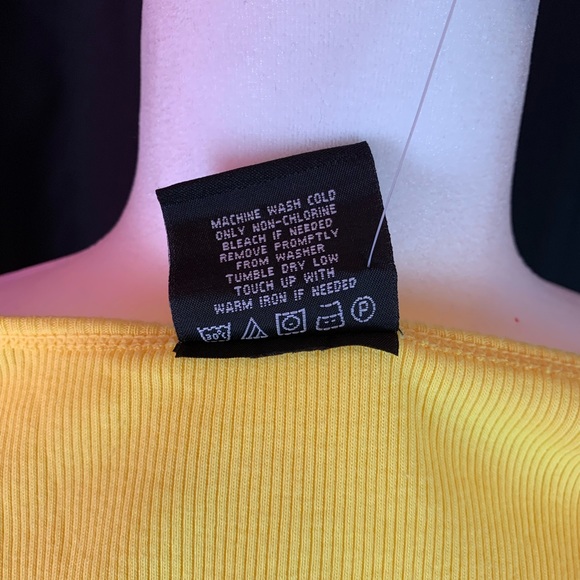 MACHINE WASH COLD
ONLY NON-CHLORINE
BLEACH IF NEEDED
REMOVE PROMPTLY
FROM WASHER
TUMBLE DRY LOW
TOUCH UP WITH
WARM IRON IF NEEDED
30°C P